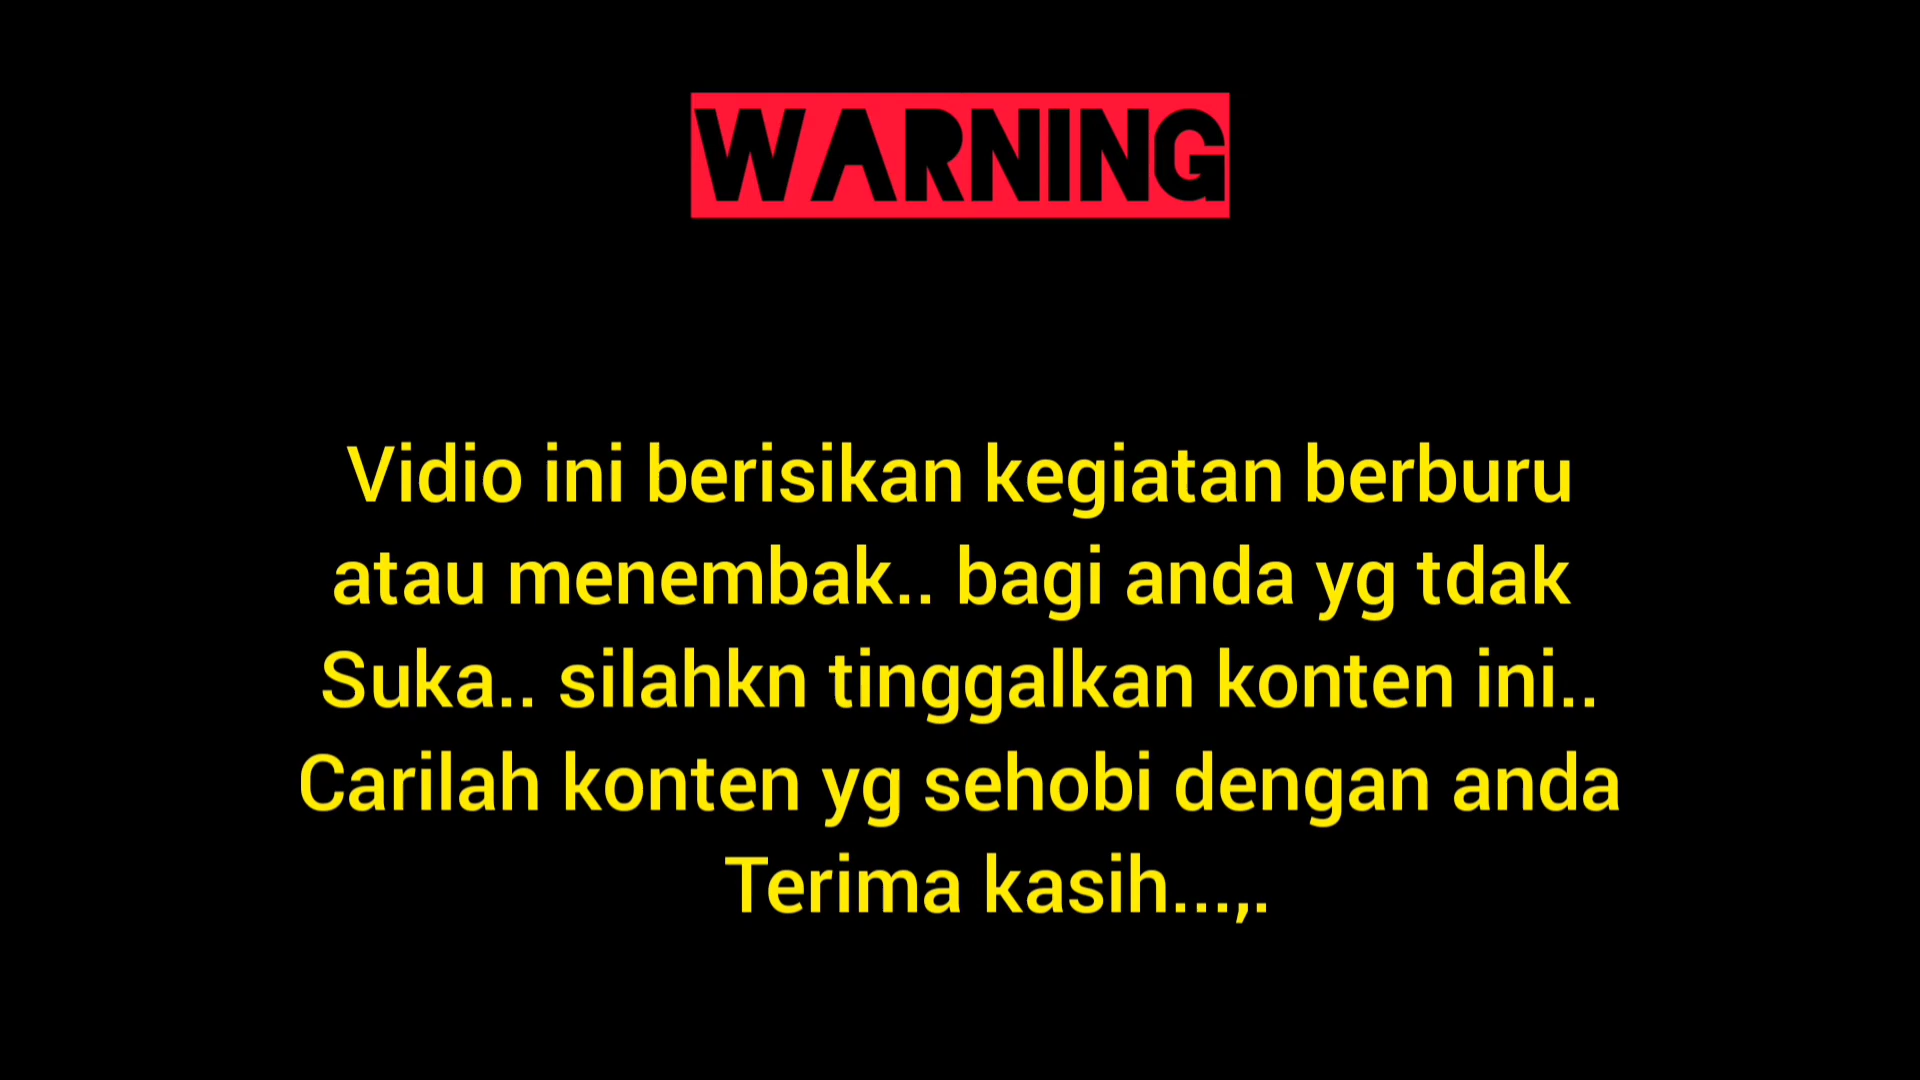 WARNING
Vidio ini berisikan kegiatan berburu
atau menembak.. bagi anda yg tdak
Suka.. silahkn tinggalkan konten ini..
Carilah konten yg sehobi dengan anda
Terima kasih...,.